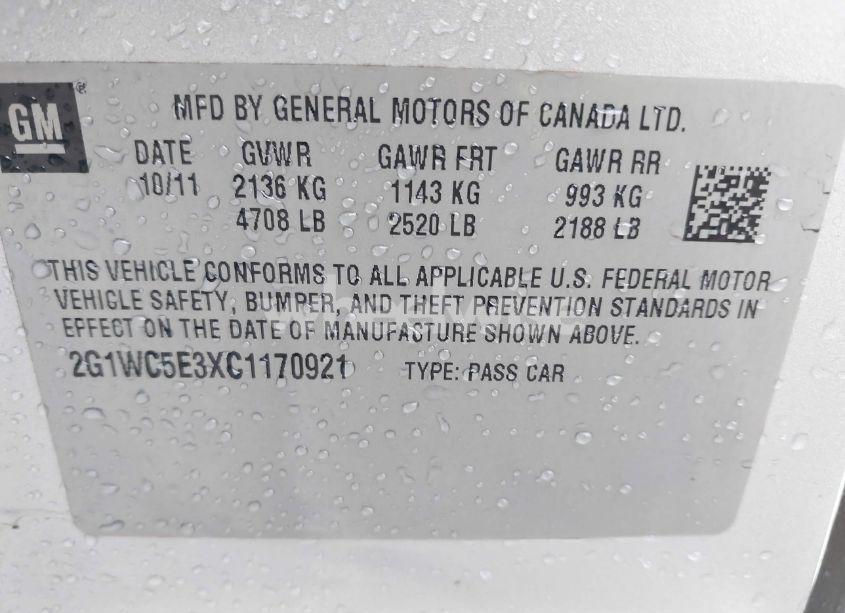 GM®
MFD BY GENERAL MOTORS OF CANADA LTD.
DATE GVWR GAWR FRT GAWR RR
10/11 2136 KG 1143 KG 993 KG
4708 LB 2520 LB 2188 LB
THIS VEHICLE CONFORMS TO ALL APPLICABLE U.S. FEDERAL MOTOR
VEHICLE SAFETY, BUMPER, AND THEFT PREVENTION STANDARDS IN
EFFECT ON THE DATE OF MANUFACTURE SHOWN ABOVE.
2G1WC5E3XC1170921 TYPE: PASS CAR